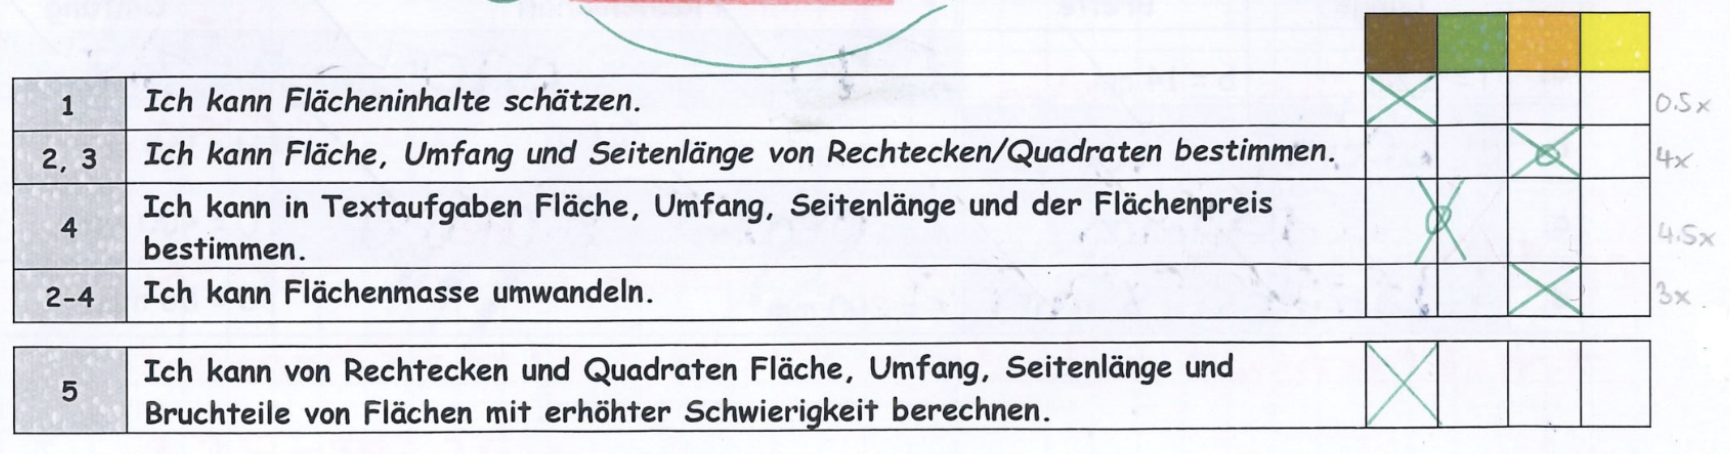 1 Ich kann Flächeninhalte schätzen. 0.5x
2, 3 Ich kann Fläche, Umfang und Seitenlänge von Rechtecken/Quadraten bestimmen. 4x
4 Ich kann in Textaufgaben Fläche, Umfang, Seitenlänge und der Flächenpreis
bestimmen. 4.5x
2-4 Ich kann Flächenmasse umwandeln. 3x
5 Ich kann von Rechtecken und Quadraten Fläche, Umfang, Seitenlänge und
Bruchteile von Flächen mit erhöhter Schwierigkeit berechnen.